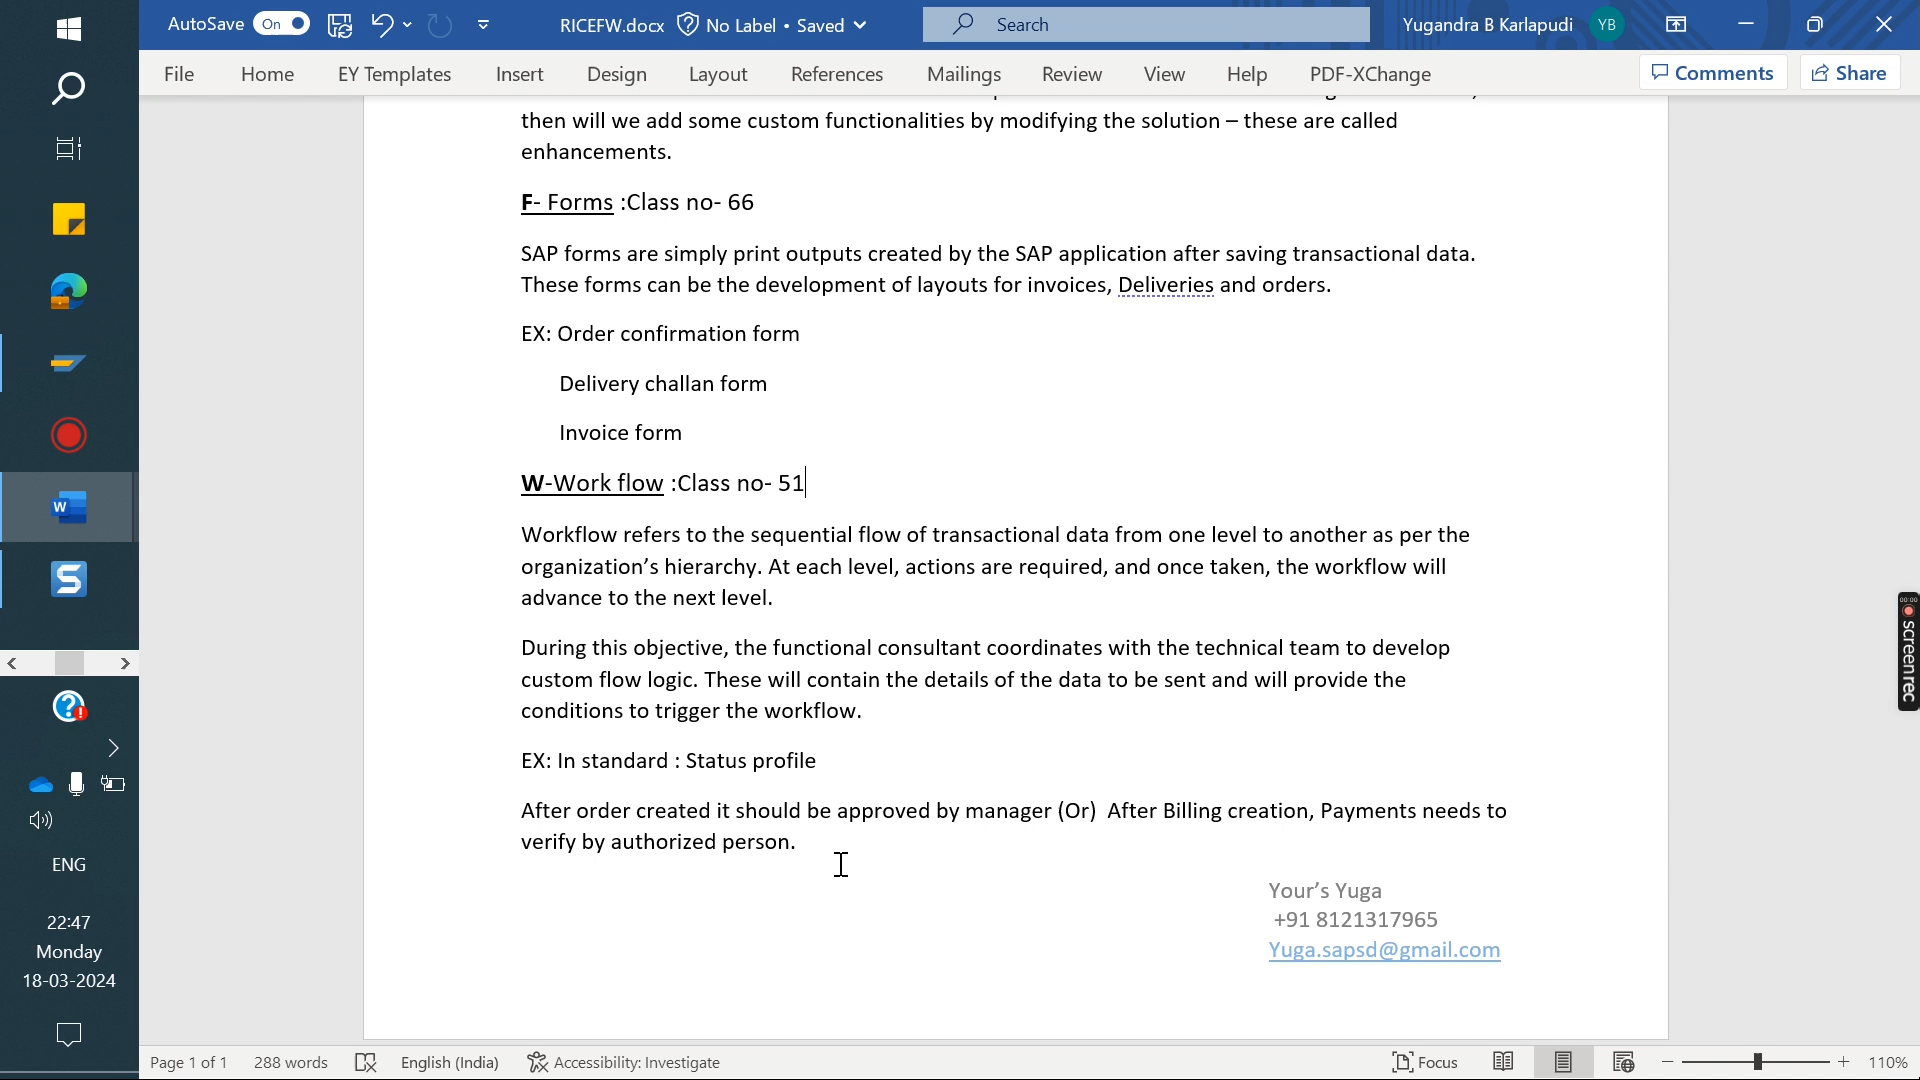 AutoSave On RICEFW.docx No Label • Saved Search Yugandra B Karlapudi YB
File Home EY Templates Insert Design Layout References Mailings Review View Help PDF-XChange Comments Share
then will we add some custom functionalities by modifying the solution – these are called
enhancements.
F- Forms :Class no- 66
SAP forms are simply print outputs created by the SAP application after saving transactional data.
These forms can be the development of layouts for invoices, Deliveries and orders.
EX: Order confirmation form
Delivery challan form
Invoice form
W-Work flow :Class no- 51
Workflow refers to the sequential flow of transactional data from one level to another as per the
organization’s hierarchy. At each level, actions are required, and once taken, the workflow will
advance to the next level.
During this objective, the functional consultant coordinates with the technical team to develop
custom flow logic. These will contain the details of the data to be sent and will provide the
conditions to trigger the workflow.
EX: In standard : Status profile
After order created it should be approved by manager (Or) After Billing creation, Payments needs to
verify by authorized person.
Your’s Yuga
+91 8121317965
Yuga.sapsd@gmail.com
Page 1 of 1 288 words English (India) Accessibility: Investigate Focus 110%
ENG
22:47
Monday
18-03-2024
00:00
screenrec